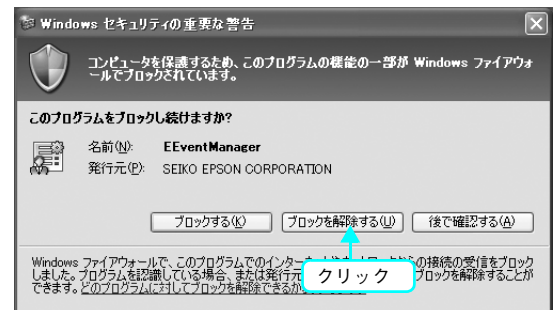 Windows セキュリティの重要な警告
コンピュータを保護するため、このプログラムの機能の一部が Windows ファイアウォ
ールでブロックされています。
このプログラムをブロックし続けますか?
名前(N): EEventManager
発行元(P): SEIKO EPSON CORPORATION
ブロックする(K) ブロックを解除する(U) 後で確認する(A)
Windows ファイアウォールで、このプログラムでのインター の接続の受信をブロック
しました。プログラムを認識している場合、または発行元 ブロックを解除することが
できます。どのプログラムに対してブロックを解除できるか
クリック